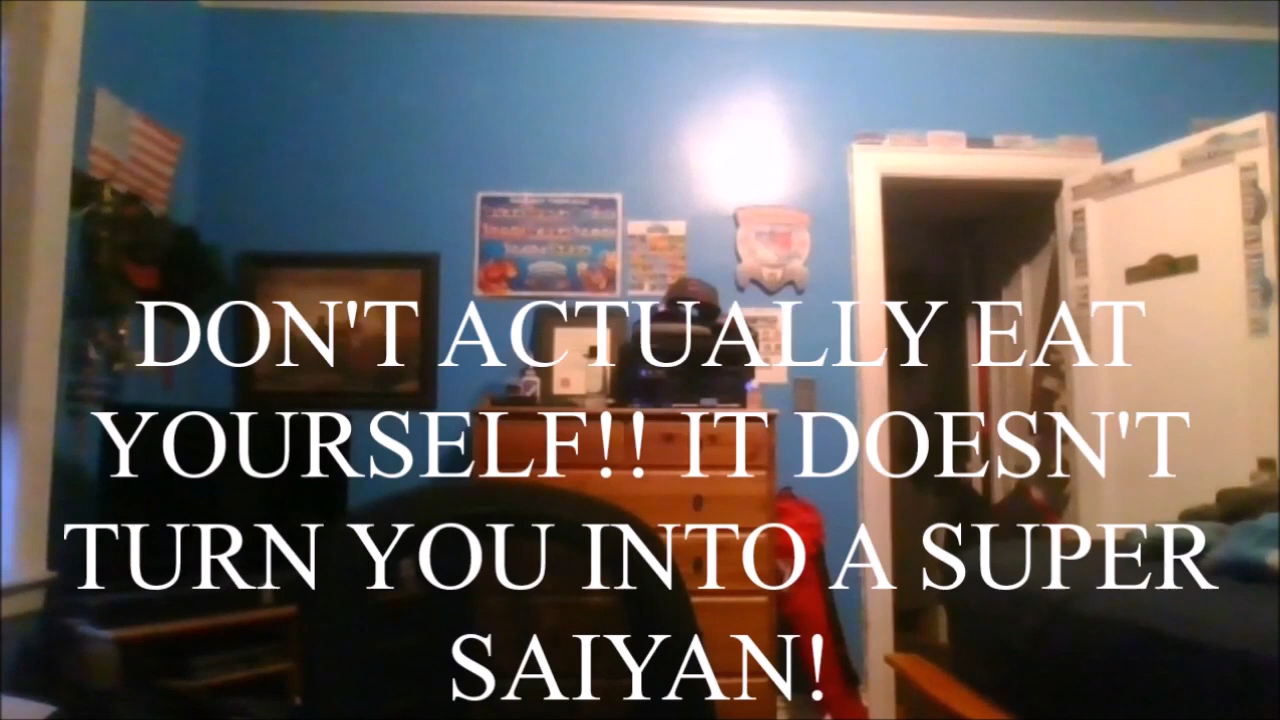 DON'T ACTUALLY EAT
YOURSELF!! IT DOESN'T
TURN YOU INTO A SUPER
SAIYAN!